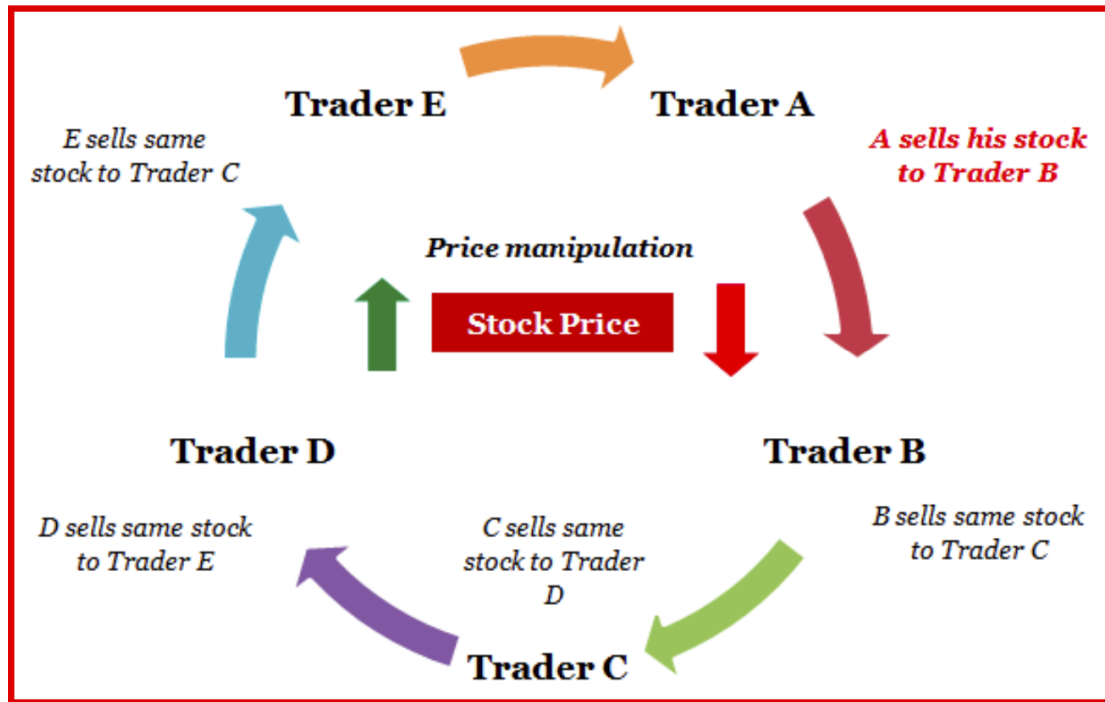 Trader E
Trader A
E sells same
stock to Trader C
A sells his stock
to Trader B
Price manipulation
Stock Price
Trader D
Trader B
D sells same stock
to Trader E
C sells same
stock to Trader
D
B sells same stock
to Trader C
Trader C